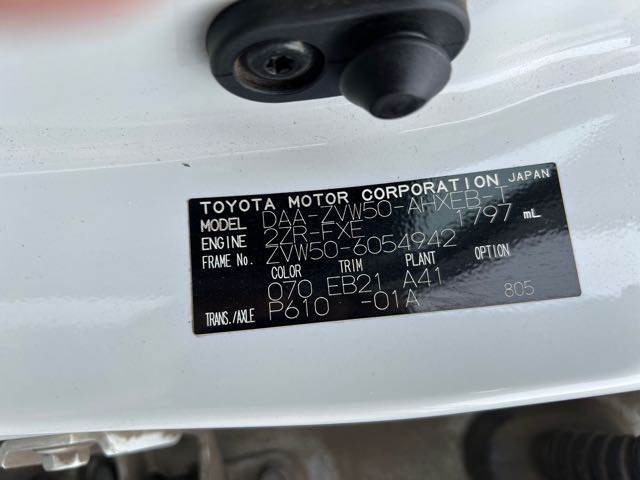 TOYOTA MOTOR CORPORATION JAPAN
MODEL DAA-ZVW50-AHXEB-T
ENGINE 2ZR-FXE 1797 mL
FRAME No. ZVW50-6054942
COLOR TRIM PLANT OPTION
070 EB21 A41
TRANS./AXLE P610 -01A 805